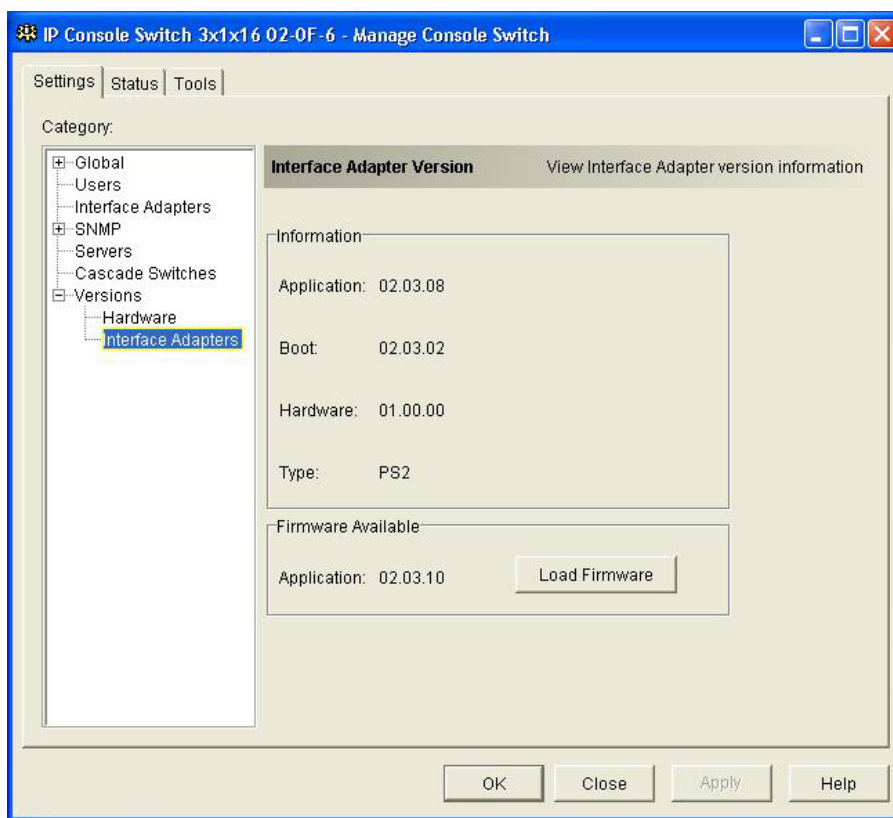 IP Console Switch 3x1x16 02-0F-6 - Manage Console Switch
Settings Status Tools
Category:
Global
Users
Interface Adapters
SNMP
Servers
Cascade Switches
Versions
Hardware
Interface Adapters
Interface Adapter Version View Interface Adapter version information
Information
Application: 02.03.08
Boot: 02.03.02
Hardware: 01.00.00
Type: PS2
Firmware Available
Application: 02.03.10 Load Firmware
OK Close Apply Help